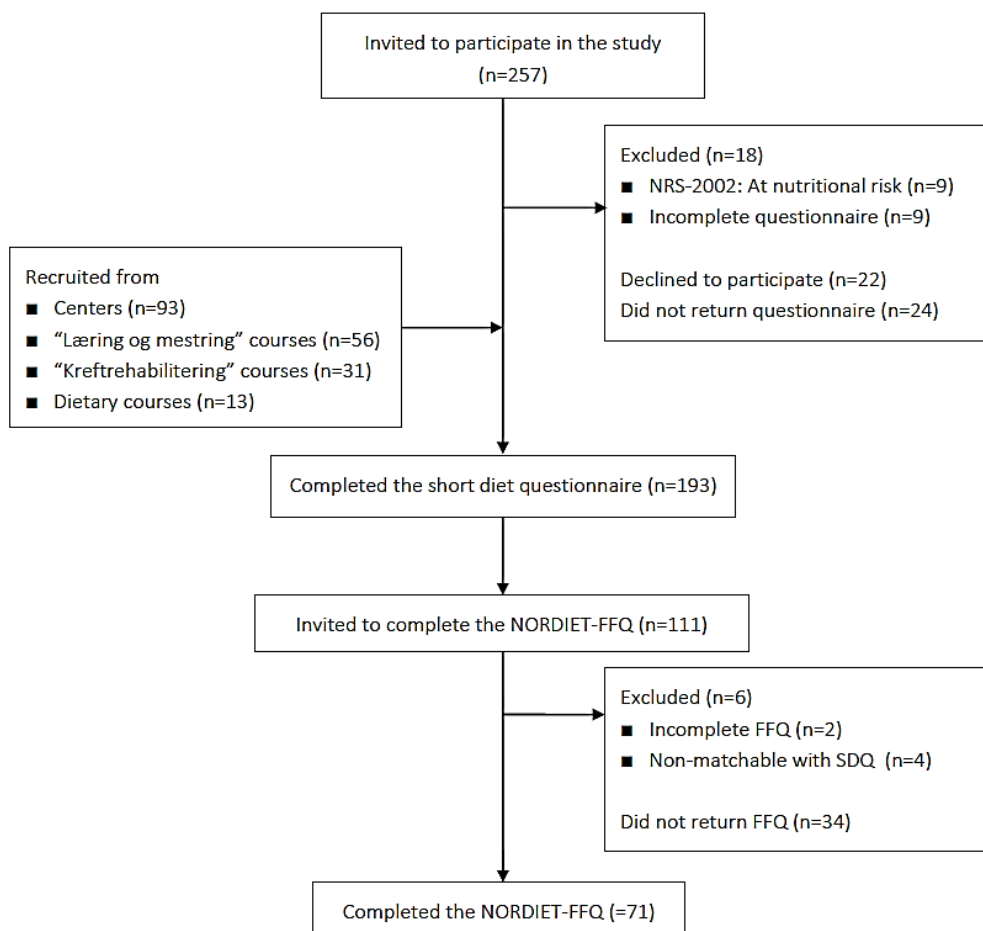 Invited to participate in the study
(n=257)
Excluded (n=18)
■ NRS-2002: At nutritional risk (n=9)
■ Incomplete questionnaire (n=9)
Declined to participate (n=22)
Did not return questionnaire (n=24)
Recruited from
■ Centers (n=93)
■ “Læring og mestring” courses (n=56)
■ “Kreftrehabilitering” courses (n=31)
■ Dietary courses (n=13)
Completed the short diet questionnaire (n=193)
Invited to complete the NORDIET-FFQ (n=111)
Excluded (n=6)
■ Incomplete FFQ (n=2)
■ Non-matchable with SDQ (n=4)
Did not return FFQ (n=34)
Completed the NORDIET-FFQ (=71)